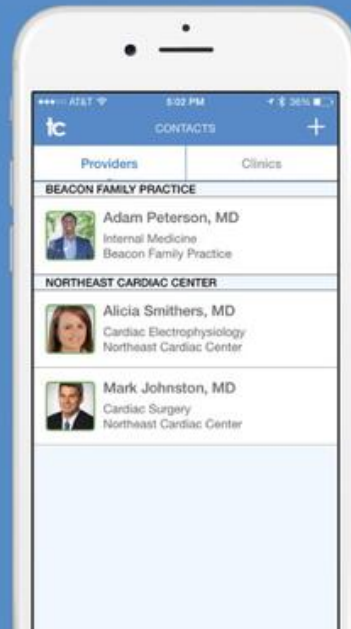 AT&T 5:02 PM 36%
tc CONTACTS +
Providers Clinics
BEACON FAMILY PRACTICE
Adam Peterson, MD
Internal Medicine
Beacon Family Practice
NORTHEAST CARDIAC CENTER
Alicia Smithers, MD
Cardiac Electrophysiology
Northeast Cardiac Center
Mark Johnston, MD
Cardiac Surgery
Northeast Cardiac Center